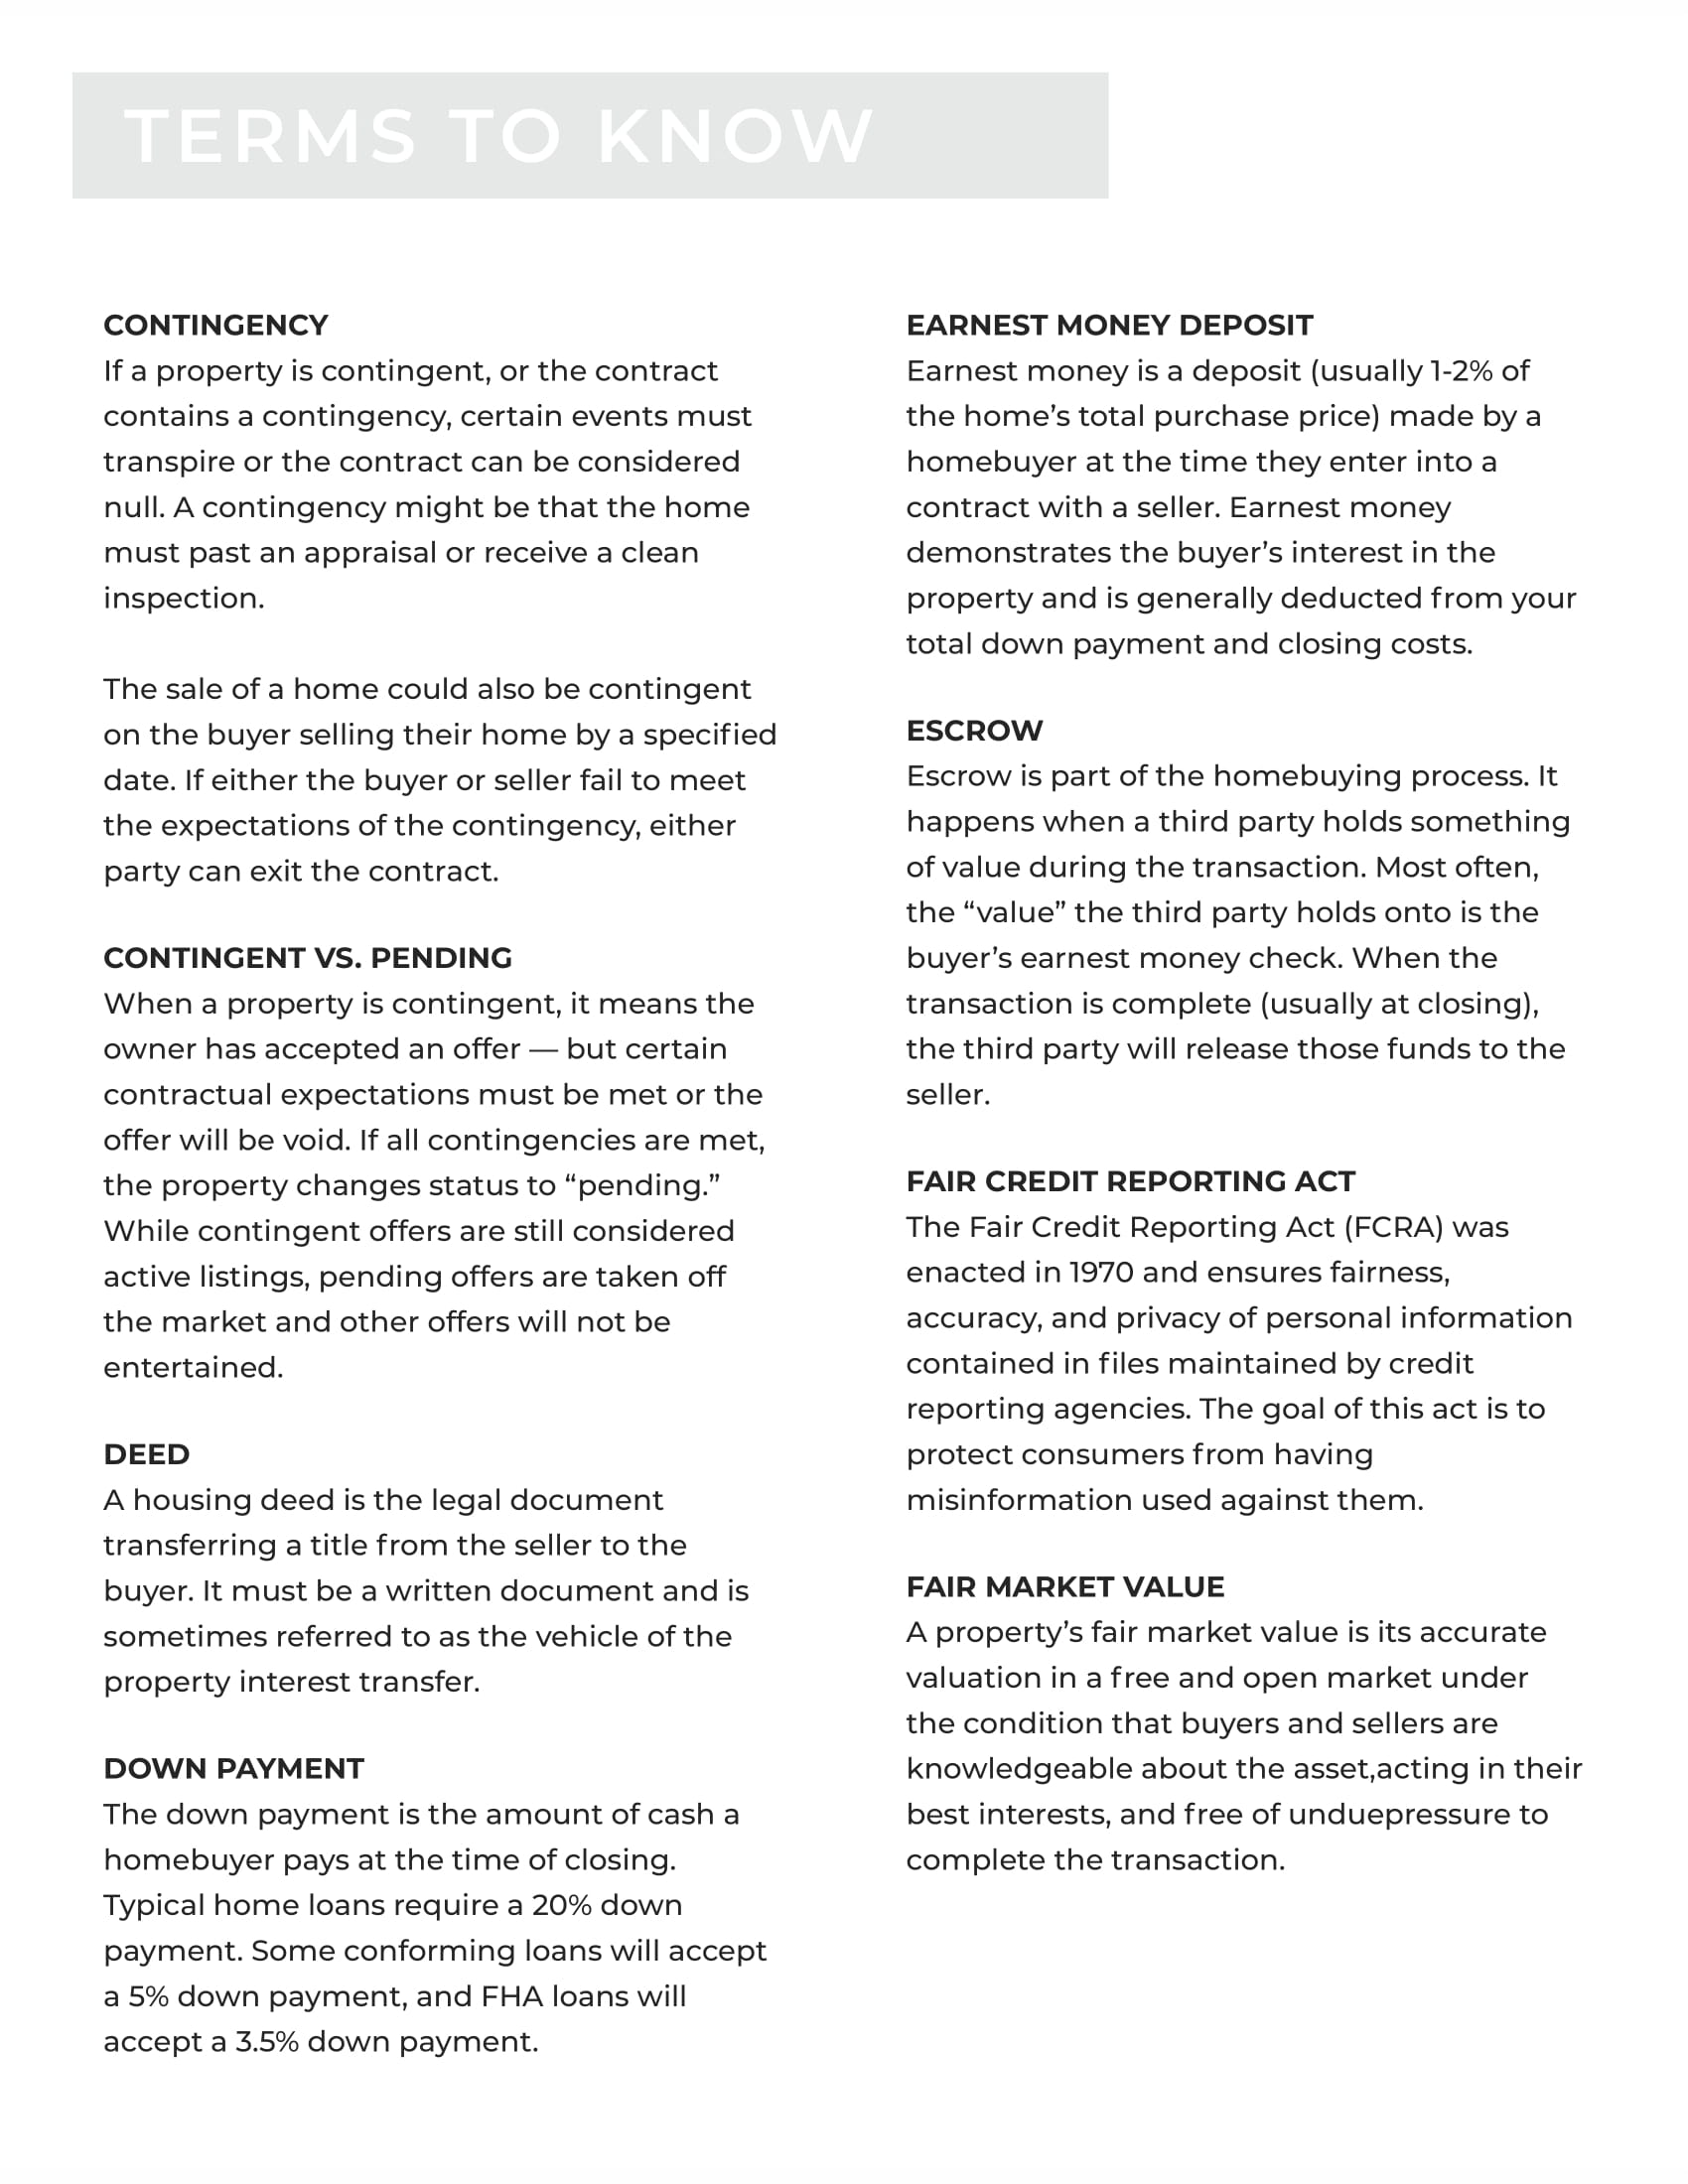 TERMS TO KNOW
CONTINGENCY
If a property is contingent, or the contract
contains a contingency, certain events must
transpire or the contract can be considered
null. A contingency might be that the home
must past an appraisal or receive a clean
inspection.
The sale of a home could also be contingent
on the buyer selling their home by a specified
date. If either the buyer or seller fail to meet
the expectations of the contingency, either
party can exit the contract.
CONTINGENT VS. PENDING
When a property is contingent, it means the
owner has accepted an offer — but certain
contractual expectations must be met or the
offer will be void. If all contingencies are met,
the property changes status to “pending.”
While contingent offers are still considered
active listings, pending offers are taken off
the market and other offers will not be
entertained.
DEED
A housing deed is the legal document
transferring a title from the seller to the
buyer. It must be a written document and is
sometimes referred to as the vehicle of the
property interest transfer.
DOWN PAYMENT
The down payment is the amount of cash a
homebuyer pays at the time of closing.
Typical home loans require a 20% down
payment. Some conforming loans will accept
a 5% down payment, and FHA loans will
accept a 3.5% down payment.
EARNEST MONEY DEPOSIT
Earnest money is a deposit (usually 1-2% of
the home’s total purchase price) made by a
homebuyer at the time they enter into a
contract with a seller. Earnest money
demonstrates the buyer’s interest in the
property and is generally deducted from your
total down payment and closing costs.
ESCROW
Escrow is part of the homebuying process. It
happens when a third party holds something
of value during the transaction. Most often,
the “value” the third party holds onto is the
buyer’s earnest money check. When the
transaction is complete (usually at closing),
the third party will release those funds to the
seller.
FAIR CREDIT REPORTING ACT
The Fair Credit Reporting Act (FCRA) was
enacted in 1970 and ensures fairness,
accuracy, and privacy of personal information
contained in files maintained by credit
reporting agencies. The goal of this act is to
protect consumers from having
misinformation used against them.
FAIR MARKET VALUE
A property’s fair market value is its accurate
valuation in a free and open market under
the condition that buyers and sellers are
knowledgeable about the asset,acting in their
best interests, and free of unduepressure to
complete the transaction.